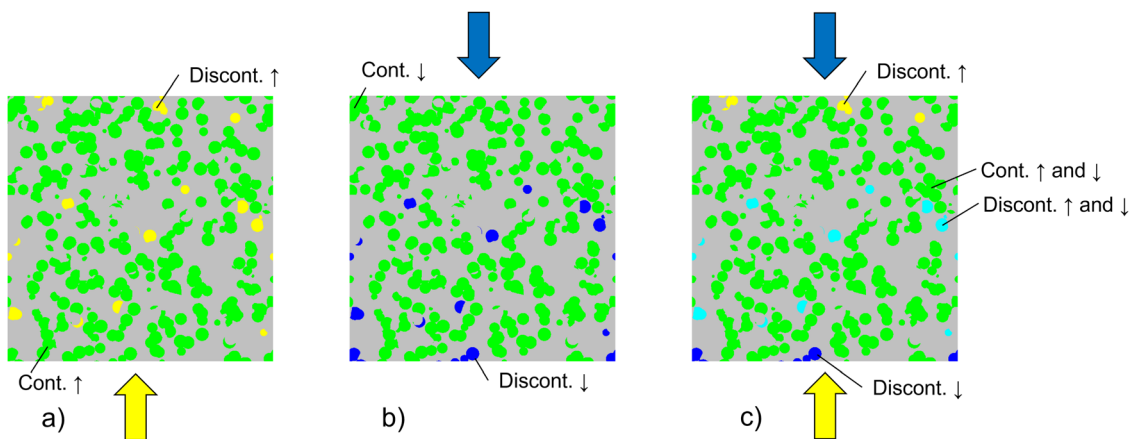 Discont. ↑
Cont. ↑
a)
Cont. ↓
Discont. ↓
b)
Discont. ↑
Cont. ↑ and ↓
Discont. ↑ and ↓
Discont. ↓
c)